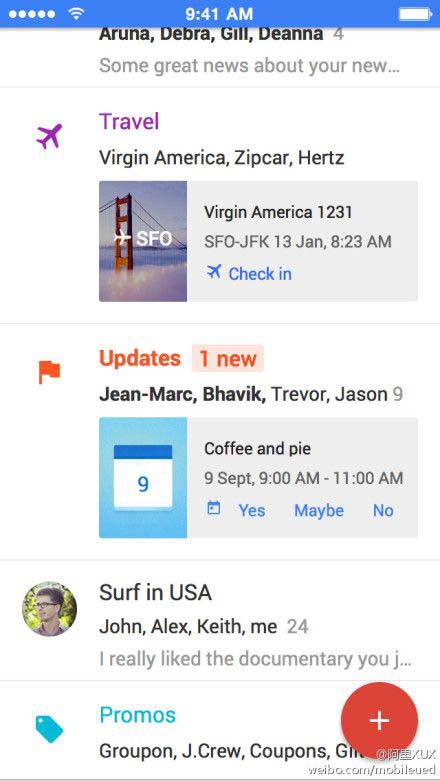 9:41 AM
Aruna, Debra, Gill, Deanna 4
Some great news about your new...
Travel
Virgin America, Zipcar, Hertz
SFO
Virgin America 1231
SFO-JFK 13 Jan, 8:23 AM
Check in
Updates 1 new
Jean-Marc, Bhavik, Trevor, Jason 9
9
Coffee and pie
9 Sept, 9:00 AM - 11:00 AM
Yes Maybe No
Surf in USA
John, Alex, Keith, me 24
I really liked the documentary you j...
Promos
Groupon, J.Crew, Coupons,
@阿里XUX
weibo.com/mobileued